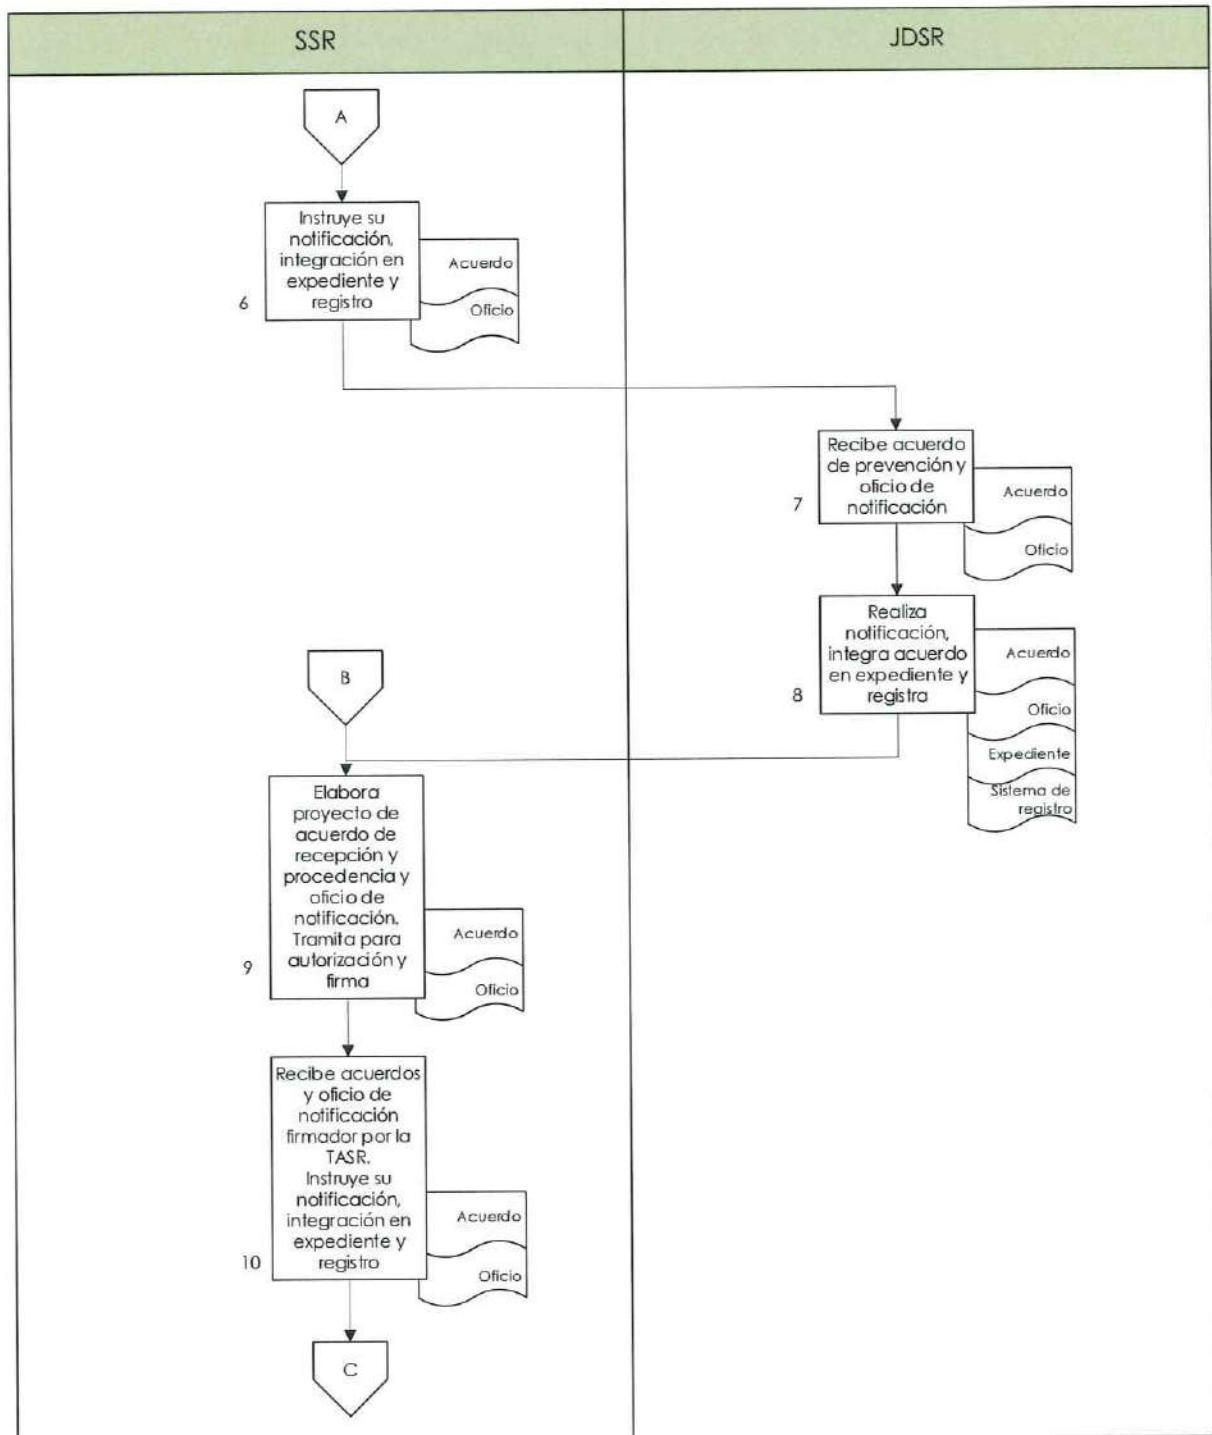 SSR
JDSR
A
Instruye su
notificación,
integración en
expediente y
registro
6
Acuerdo
Oficio
Recibe acuerdo
de prevención y
oficio de
notificación
7
Acuerdo
Oficio
Realiza
notificación,
integra acuerdo
en expediente y
registra
8
Acuerdo
Oficio
Expediente
Sistema de
registro
B
Elabora
proyecto de
acuerdo de
recepción y
procedencia y
oficio de
notificación.
Tramita para
autorización y
firma
9
Acuerdo
Oficio
Recibe acuerdos
y oficio de
notificación
firmador por la
TASR.
Instruye su
notificación,
integración en
expediente y
registro
10
Acuerdo
Oficio
C